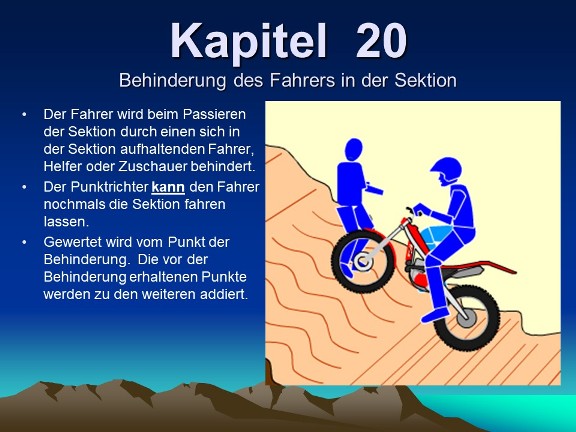 Kapitel 20
Behinderung des Fahrers in der Sektion
• Der Fahrer wird beim Passieren
der Sektion durch einen sich in
der Sektion aufhaltenden Fahrer,
Helfer oder Zuschauer behindert.
• Der Punktrichter kann den Fahrer
nochmals die Sektion fahren
lassen.
• Gewertet wird vom Punkt der
Behinderung. Die vor der
Behinderung erhaltenen Punkte
werden zu den weiteren addiert.